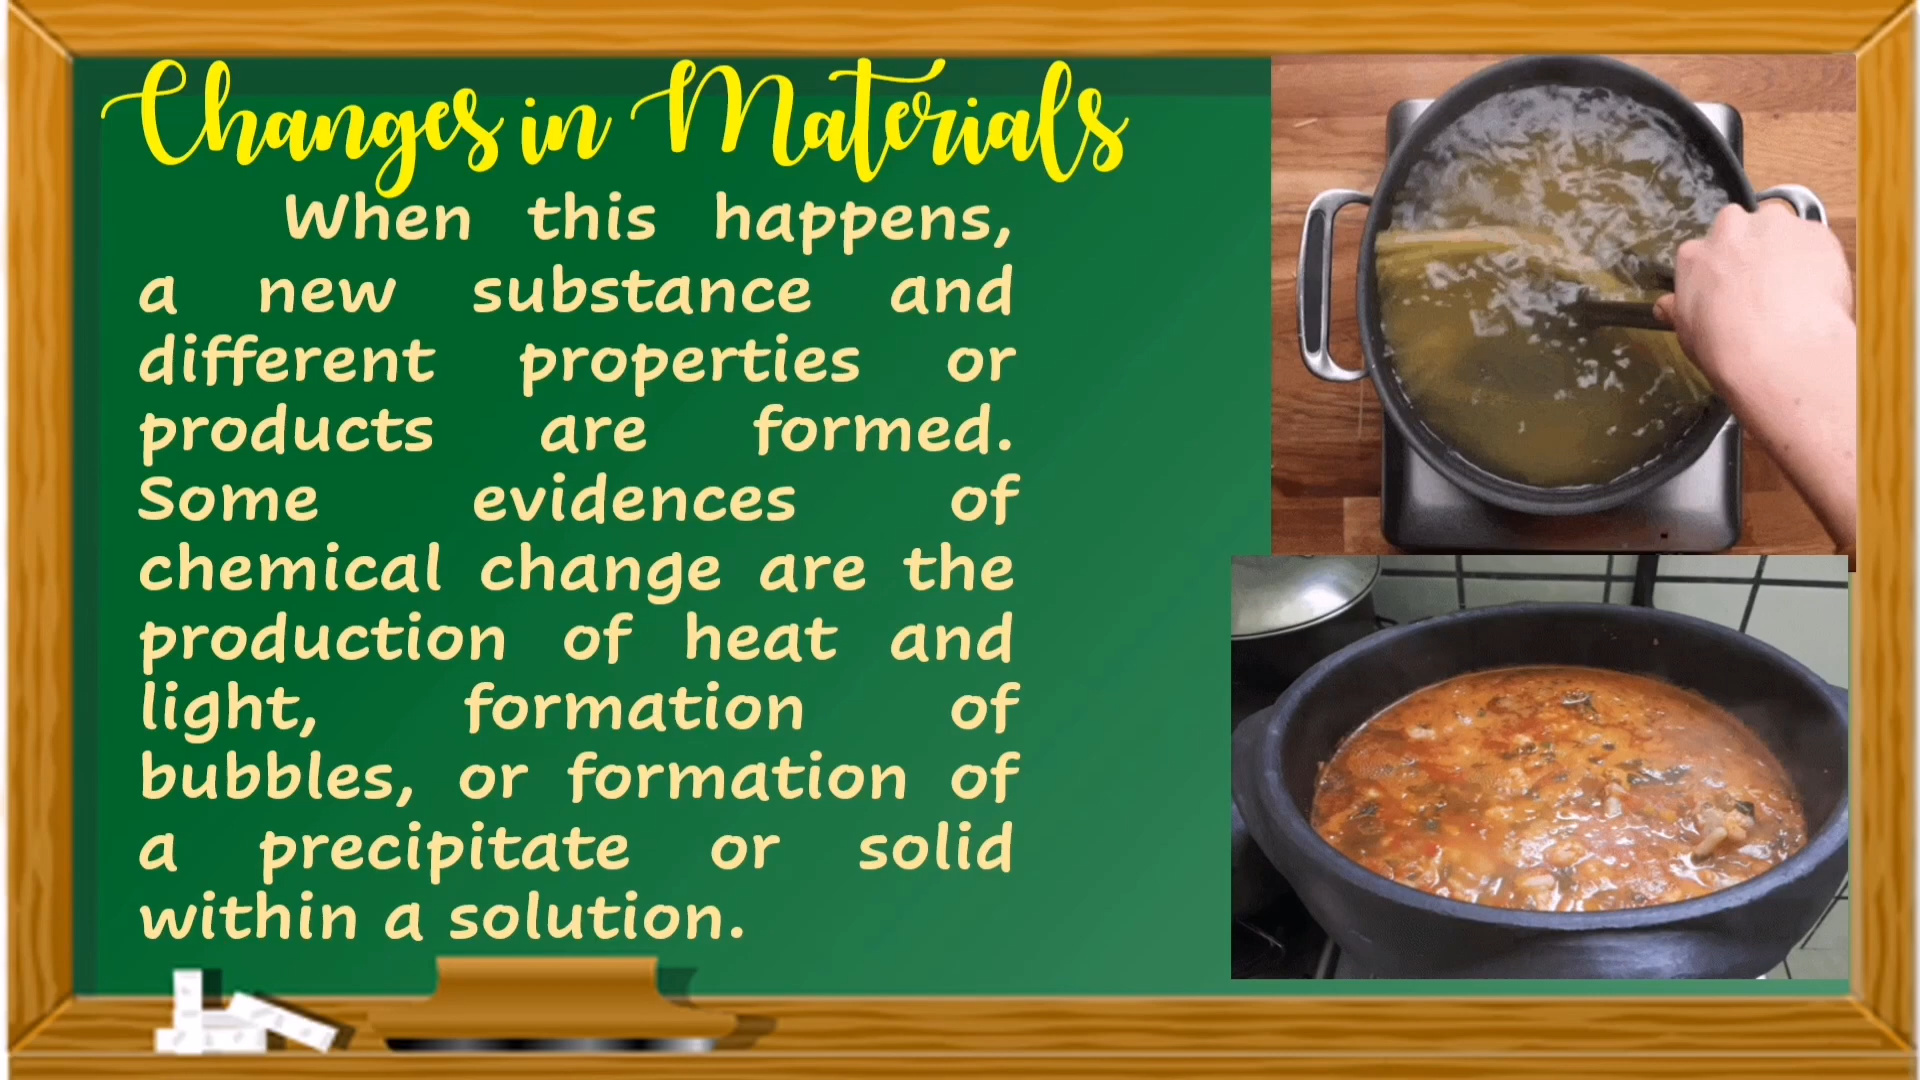 Changes in Materials
When this happens,
a new substance and
different properties or
products are formed.
Some evidences of
chemical change are the
production of heat and
light, formation of
bubbles, or formation of
a precipitate or solid
within a solution.